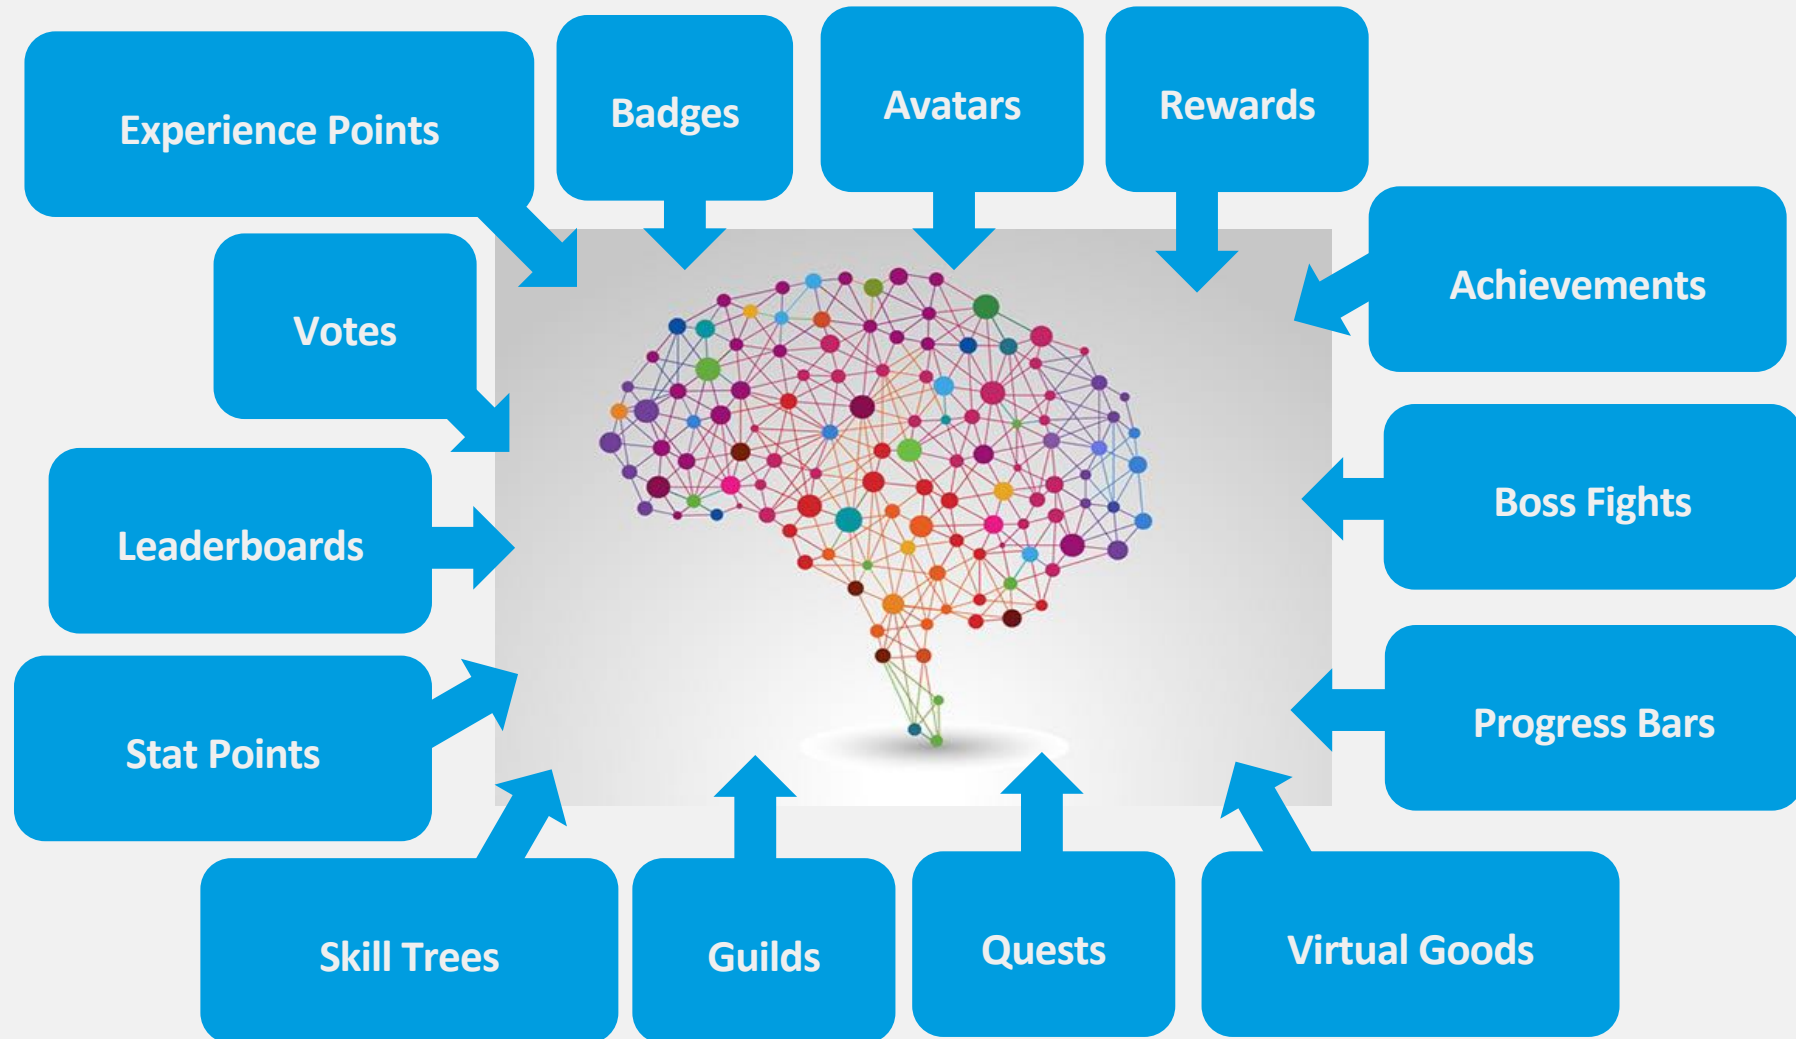 Experience Points
Badges
Avatars
Rewards
Achievements
Votes
Leaderboards
Boss Fights
Stat Points
Progress Bars
Skill Trees
Guilds
Quests
Virtual Goods